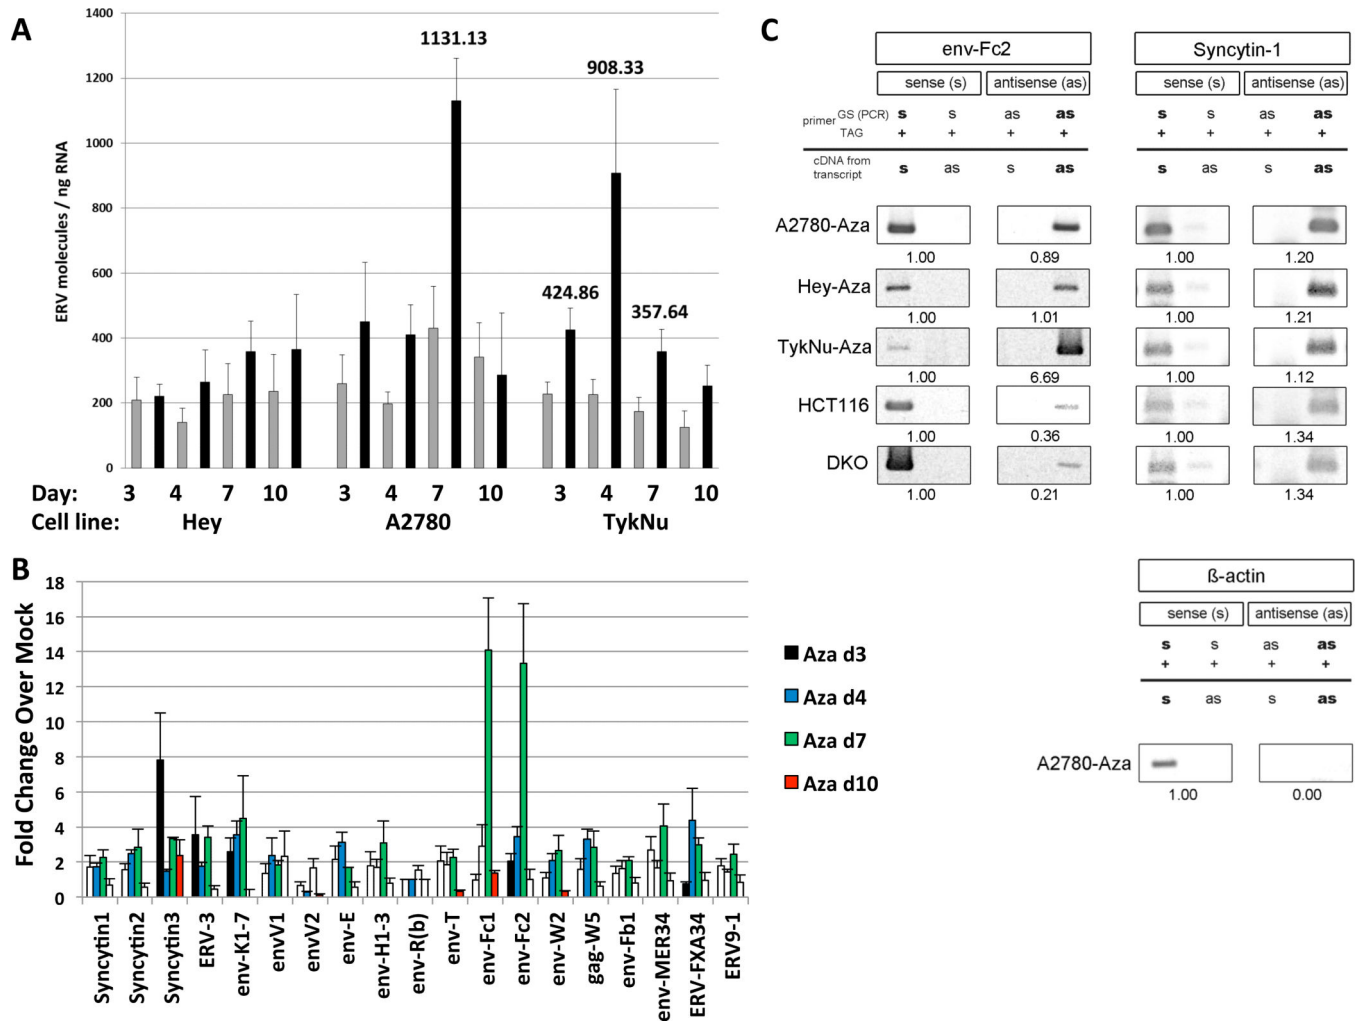 A
1400
1200
1000
800
600
400
200
0
ERV molecules / ng RNA
1131.13
908.33
424.86
357.64
Day: 3 4 7 10 3 4 7 10 3 4 7 10
Cell line: Hey A2780 TykNu
B
18
16
14
12
10
8
6
4
2
0
Fold Change Over Mock
Syncytin1
Syncytin2
Syncytin3
ERV-3
env-K1-7
envV1
envV2
env-E
env-H1-3
env-R(b)
env-T
env-Fc1
env-Fc2
env-W2
gag-W5
env-Fb1
env-MER34
ERV-FXA34
ERV9-1
Aza d3
Aza d4
Aza d7
Aza d10
C
env-Fc2 Syncytin-1
sense (s) antisense (as) sense (s) antisense (as)
primer GS (PCR) s s as as s s as as
TAG + + + + + + + +
cDNA from
transcript s as s as s as s as
A2780-Aza
1.00 0.89 1.00 1.20
Hey-Aza
1.00 1.01 1.00 1.21
TykNu-Aza
1.00 6.69 1.00 1.12
HCT116
1.00 0.36 1.00 1.34
DKO
1.00 0.21 1.00 1.34
ß-actin
sense (s) antisense (as)
s s as as
+ + + +
s as s as
A2780-Aza
1.00 0.00